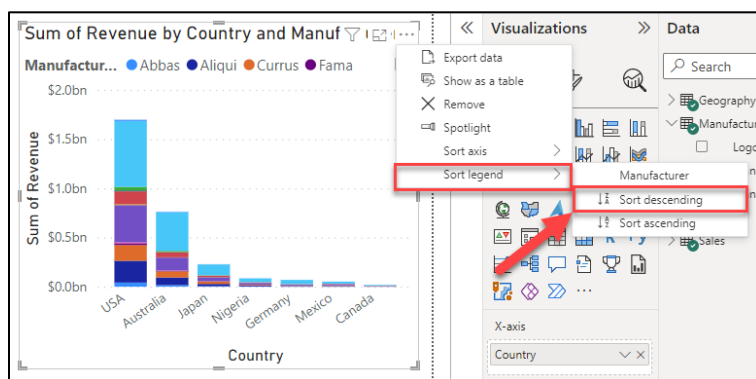 Sum of Revenue by Country and Manuf
Manufactur... Abbas Aliqui Currus Fama
$2.0bn
$1.5bn
$1.0bn
$0.5bn
$0.0bn
Sum of Revenue
USA
Australia
Japan
Nigeria
Germany
Mexico
Canada
Country
Export data
Show as a table
Remove
Spotlight
Sort axis
Sort legend
Manufacturer
Sort descending
Sort ascending
Visualizations
X-axis
Country
Data
Search
Geography
Manufactur
Logo
Sales